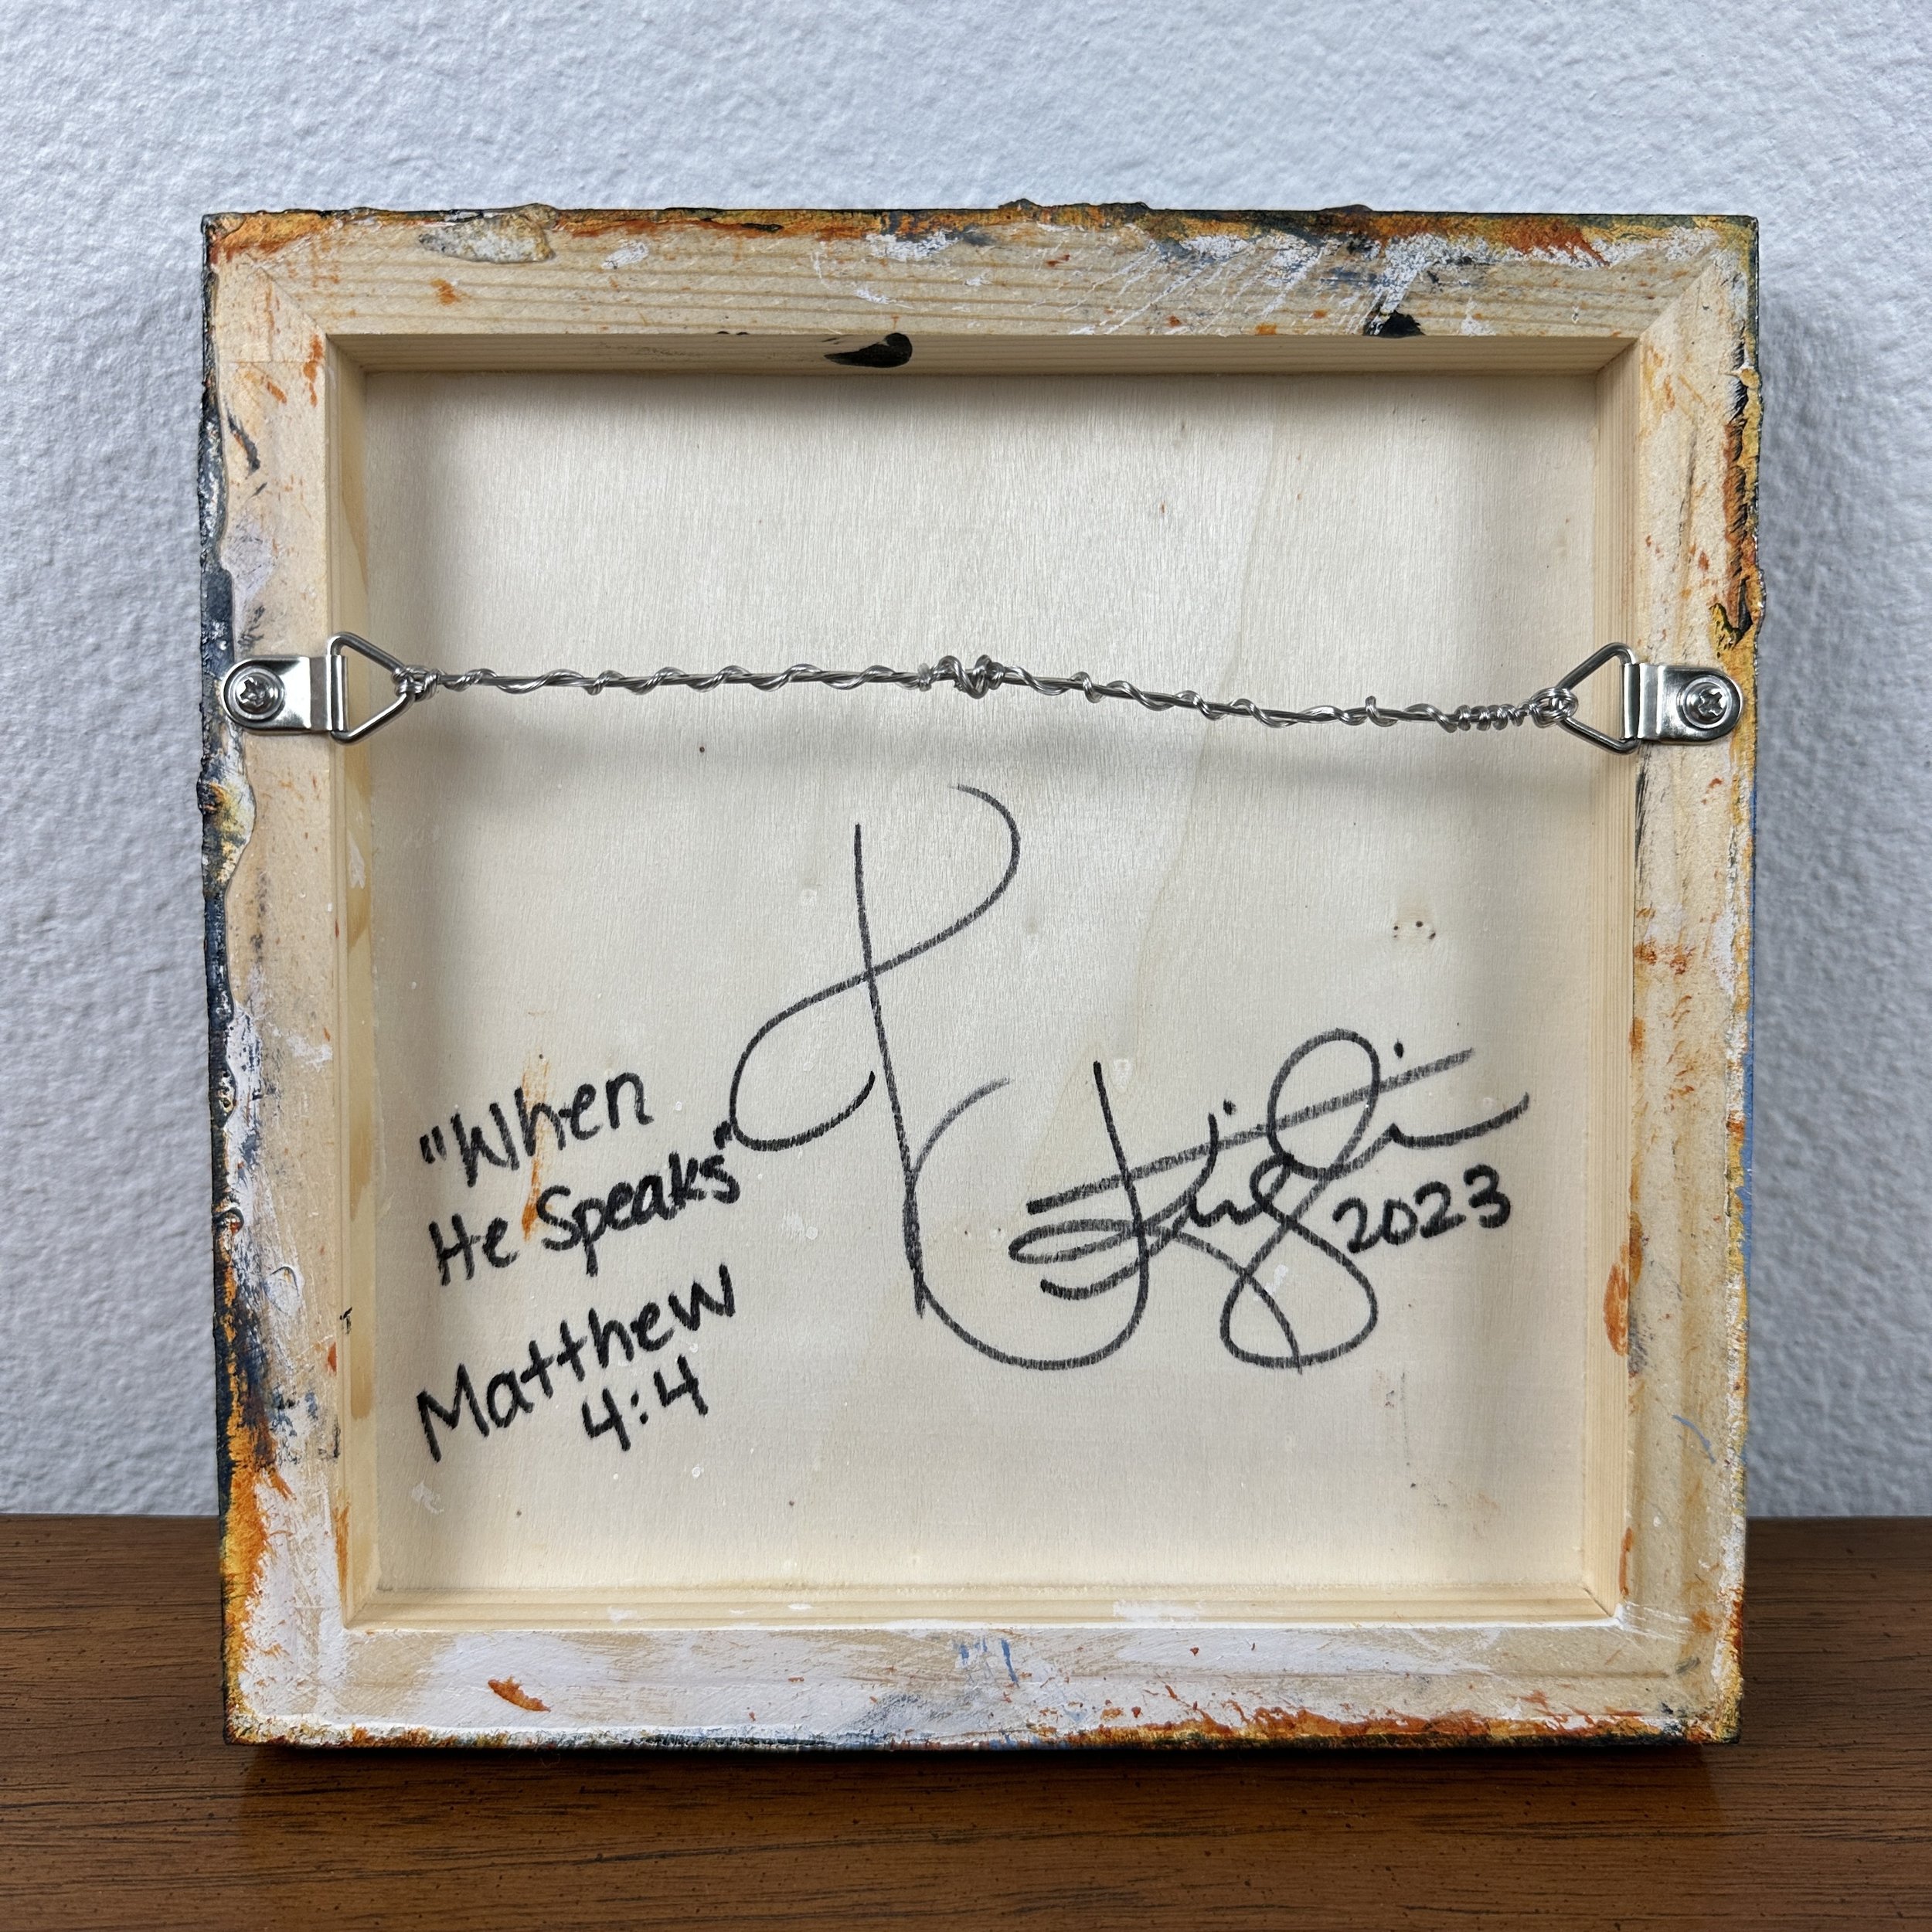 "When
He Speaks"
Matthew
4:4
2023